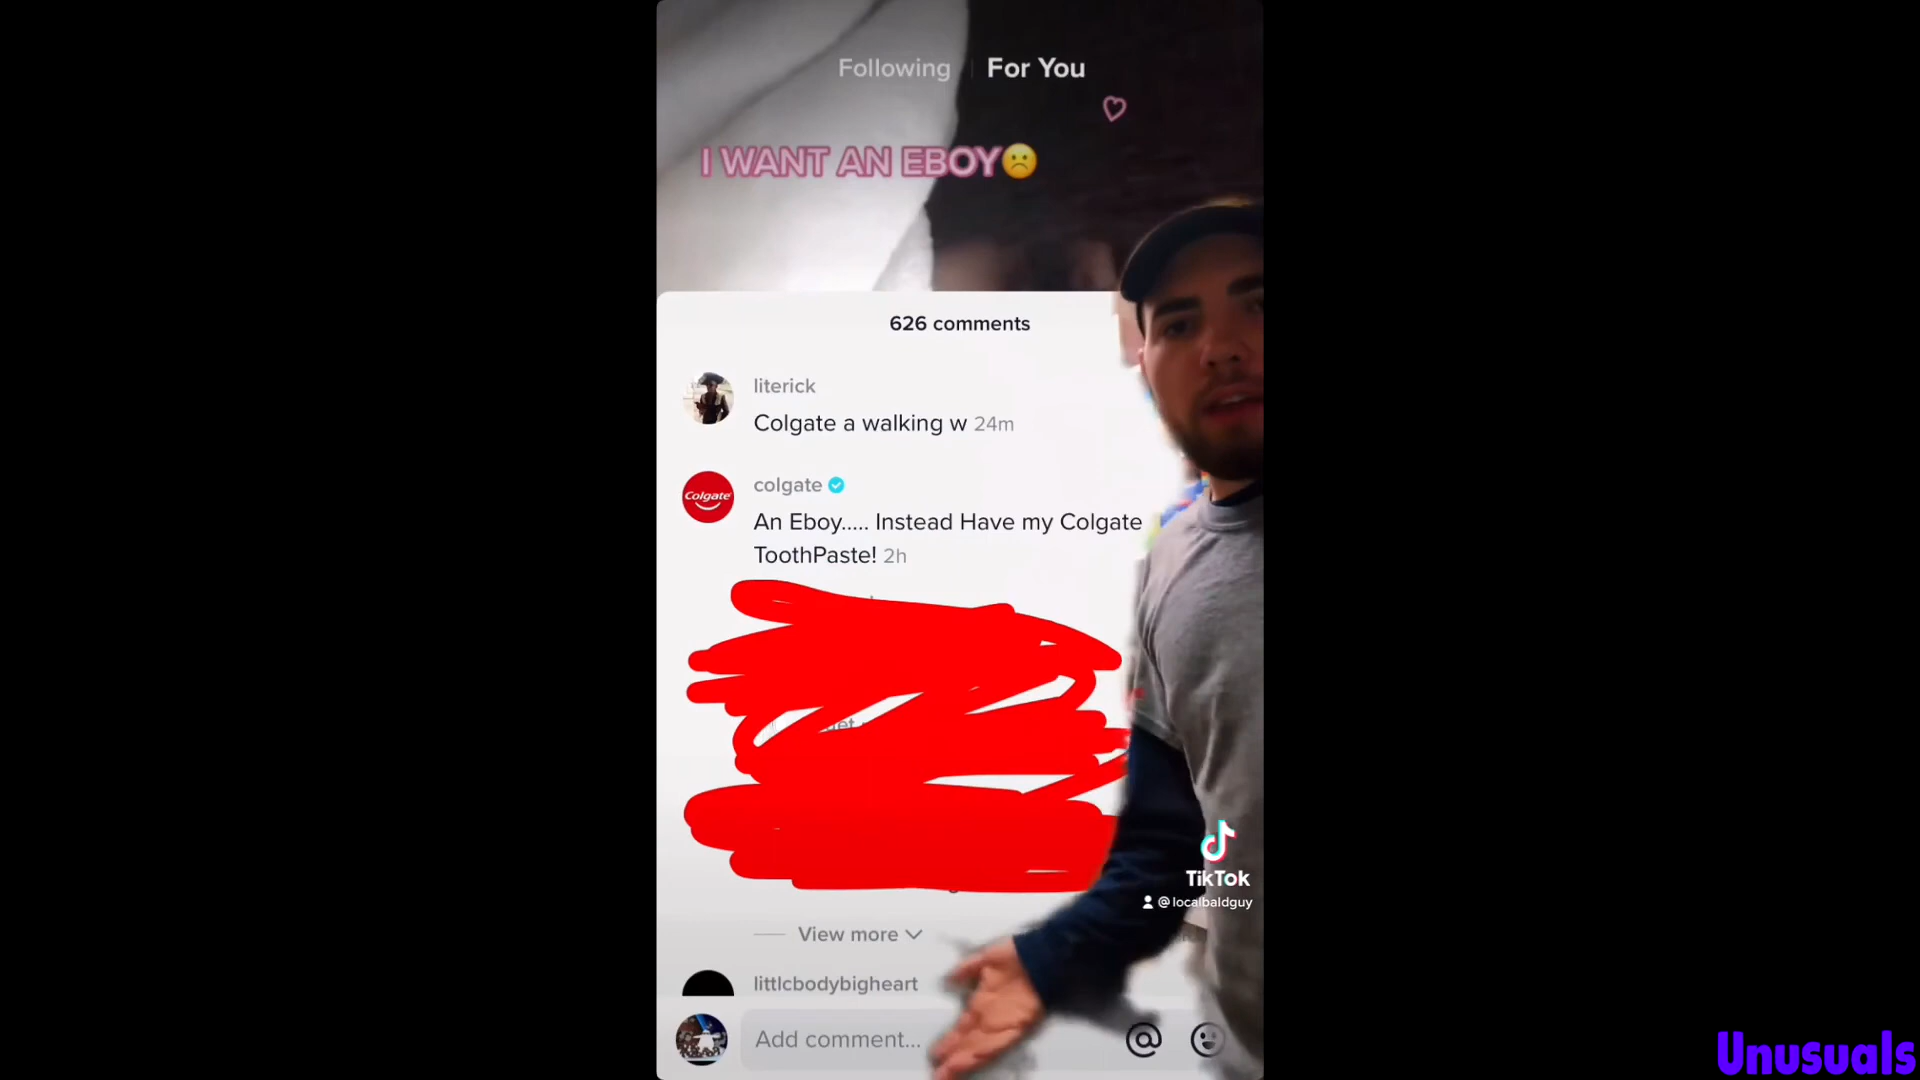 Following
For You
I WANT AN EBOY☹️
626 comments
literick
Colgate a walking w 24m
Colgate
colgate
An Eboy..... Instead Have my Colgate
ToothPaste! 2h
View more
littlcbodybigheart
Add comment...
TikTok
@localbaldguy
Unusuals